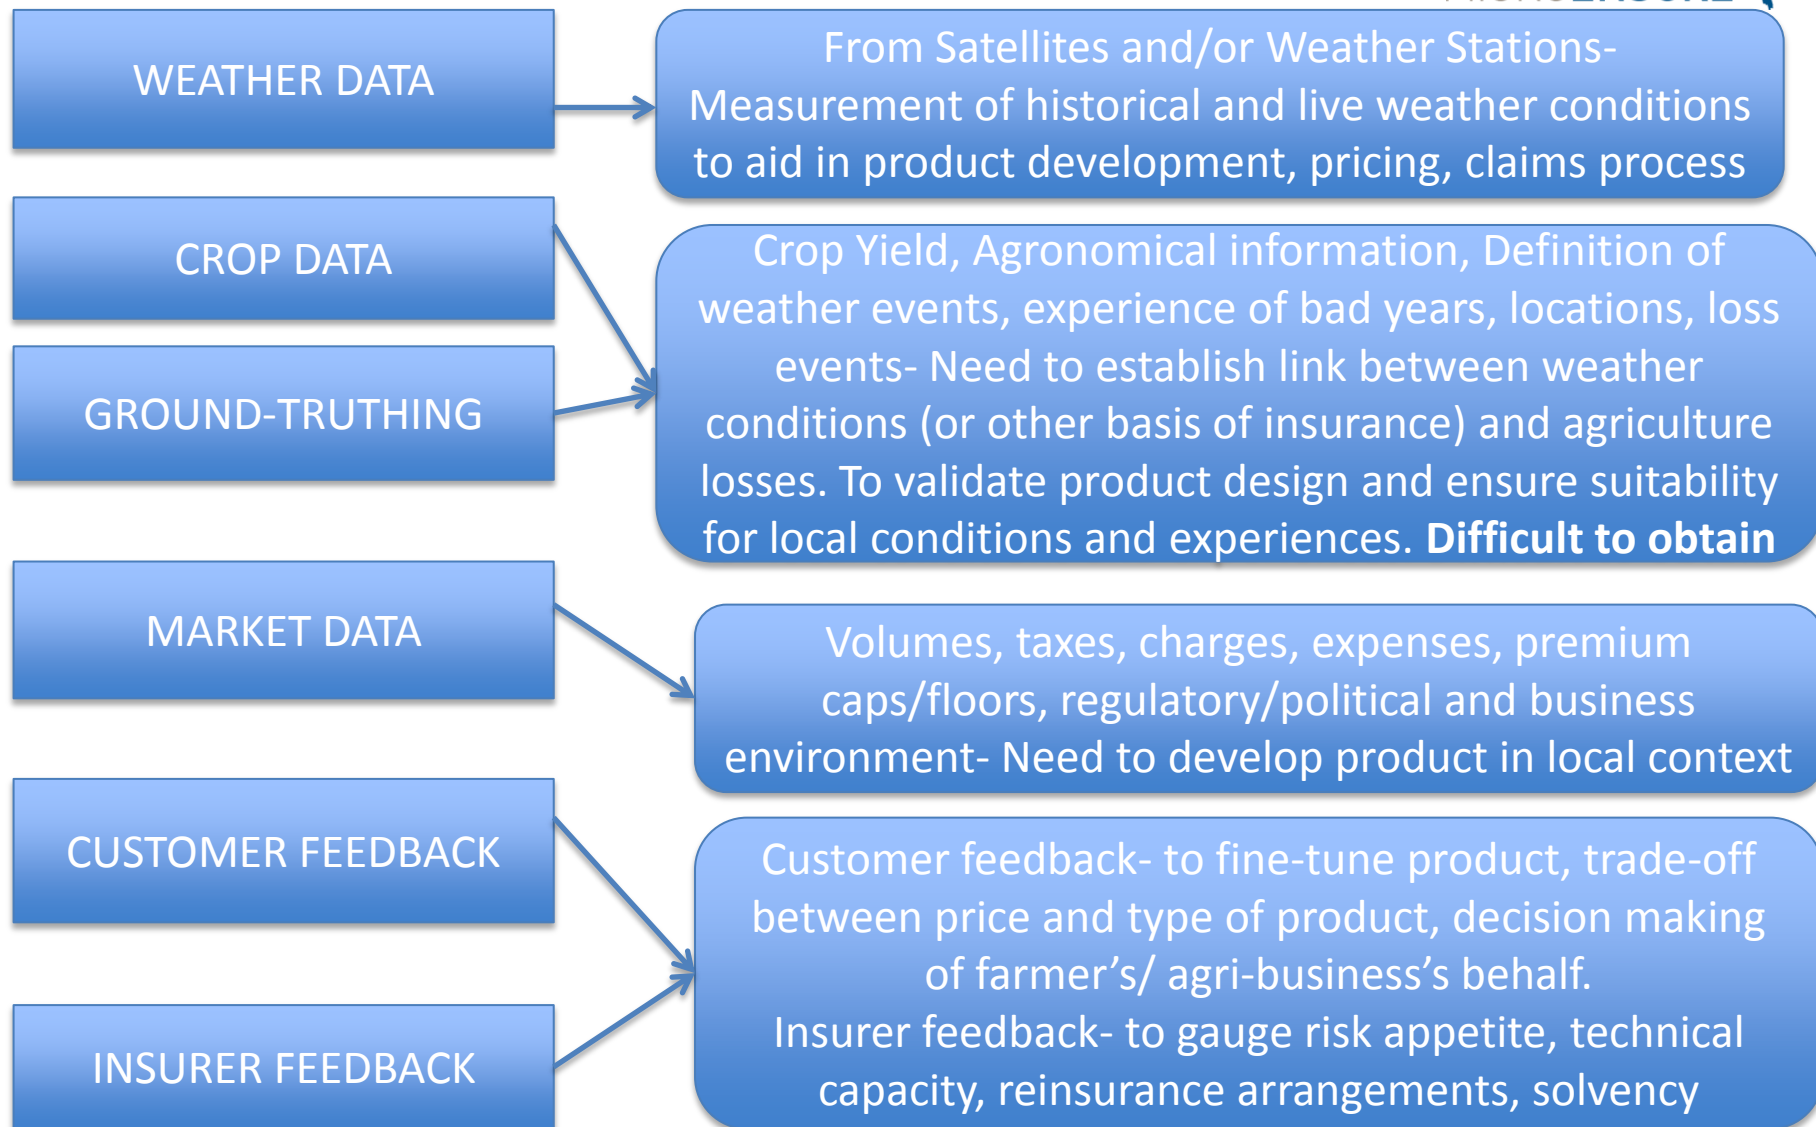 WEATHER DATA
From Satellites and/or Weather Stations-
Measurement of historical and live weather conditions
to aid in product development, pricing, claims process
CROP DATA
GROUND-TRUTHING
Crop Yield, Agronomical information, Definition of
weather events, experience of bad years, locations, loss
events- Need to establish link between weather
conditions (or other basis of insurance) and agriculture
losses. To validate product design and ensure suitability
for local conditions and experiences. Difficult to obtain
MARKET DATA
Volumes, taxes, charges, expenses, premium
caps/floors, regulatory/political and business
environment- Need to develop product in local context
CUSTOMER FEEDBACK
INSURER FEEDBACK
Customer feedback- to fine-tune product, trade-off
between price and type of product, decision making
of farmer’s/ agri-business’s behalf.
Insurer feedback- to gauge risk appetite, technical
capacity, reinsurance arrangements, solvency